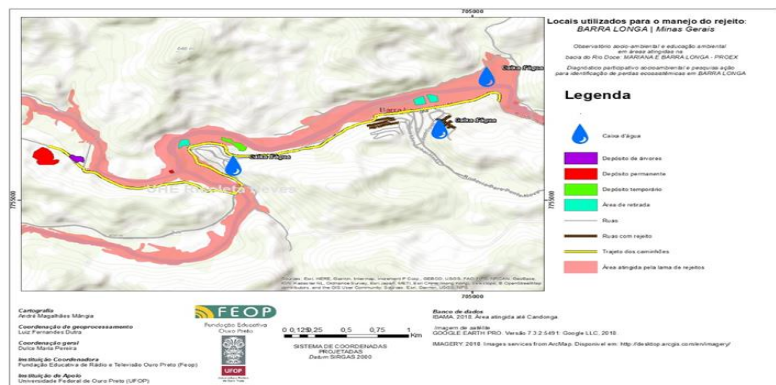 705000
Locais utilizados para o manejo do rejeito:
BARRA LONGA | Minas Gerais
Observatório socio-ambiental e educação ambiental
em áreas atingidas na
bacia do Rio Doce: MARIANA E BARRA LONGA - PROEX
Diagnóstico participativo sócioambiental e pesquisa ação
para identificação de perdas ecossistêmicas em BARRA LONGA
Legenda
Caixa d'água
Depósito de árvores
Depósito permanente
Depósito temporário
Área de retirada
Ruas
Ruas com rejeito
Trajeto dos caminhões
Área atingida pela lama de rejeitos
Caixa d'água
Caixa d'água
Caixa d'água
705000
Cartografia
André Magalhães Mângia
Coordenação de geoprocessamento
Luiz Fernandes Dutra
Coordenação geral
Dulce Maria Pereira
Instituição Coordenadora
Fundação Educativa de Rádio e Televisão Ouro Preto (Feop)
Instituição de Apoio
Universidade Federal de Ouro Preto (UFOP)
FEOP
Fundação Educativa
Ouro Preto
UFOP
0 0,125 0,25 0,5 0,75 1
Km
SISTEMA DE COORDENADAS
PROJETADAS
Datum SIRGAS 2000
Banco de dados
IBAMA, 2018. Área atingida até Candonga.
Imagem de satélite
GOOGLE EARTH PRO. Versão 7.3.2.5491: Google LLC, 2018.
IMAGERY, 2018. Images services from ArcMap. Disponível em: http://desktop.arcgis.com/en/imagery/